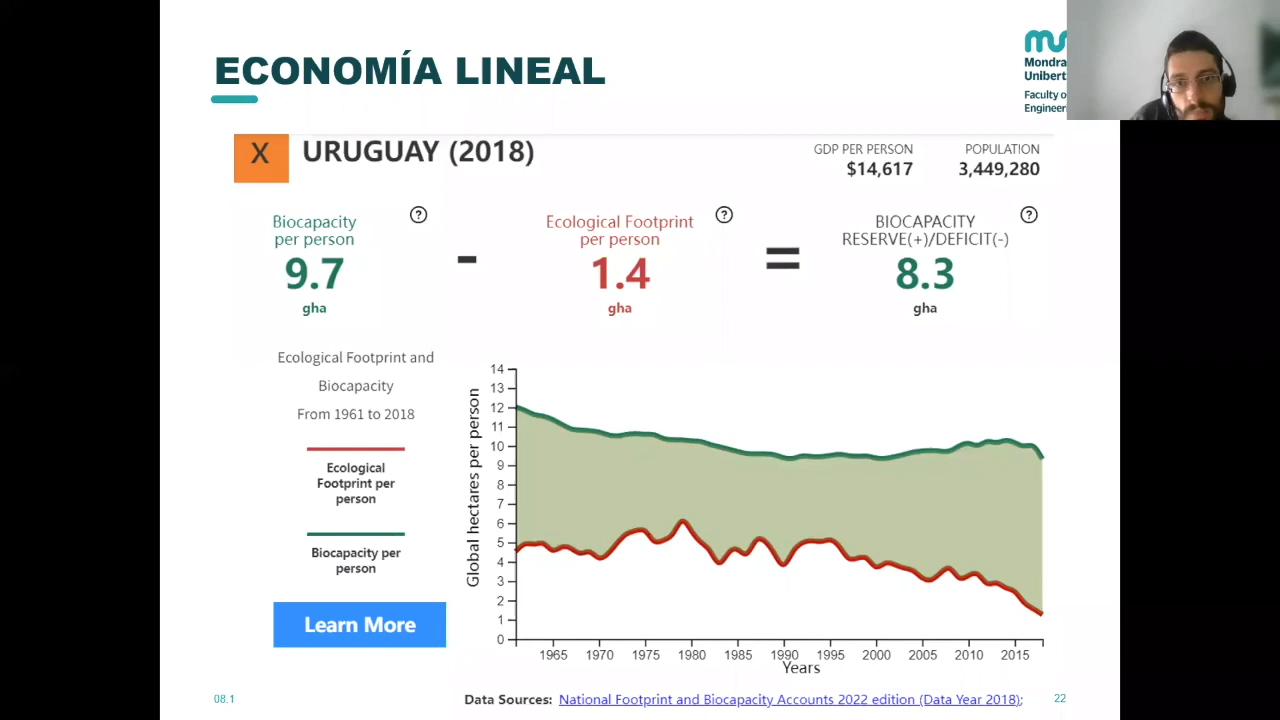 ECONOMÍA LINEAL
Mondra
Unibert
Faculty o
Engineer
X
URUGUAY (2018)
GDP PER PERSON
$14,617
POPULATION
3,449,280
Biocapacity
per person
?
9.7
gha
-
Ecological Footprint
per person
?
1.4
gha
=
BIOCAPACITY
RESERVE(+)/DEFICIT(-)
?
8.3
gha
Ecological Footprint and
Biocapacity
From 1961 to 2018
Ecological
Footprint per
person
Biocapacity per
person
Learn More
Global hectares per person
14
13
12
11
10
9
8
7
6
5
4
3
2
1
0
1965 1970 1975 1980 1985 1990 1995 2000 2005 2010 2015
Years
08.1
Data Sources: National Footprint and Biocapacity Accounts 2022 edition (Data Year 2018);
22